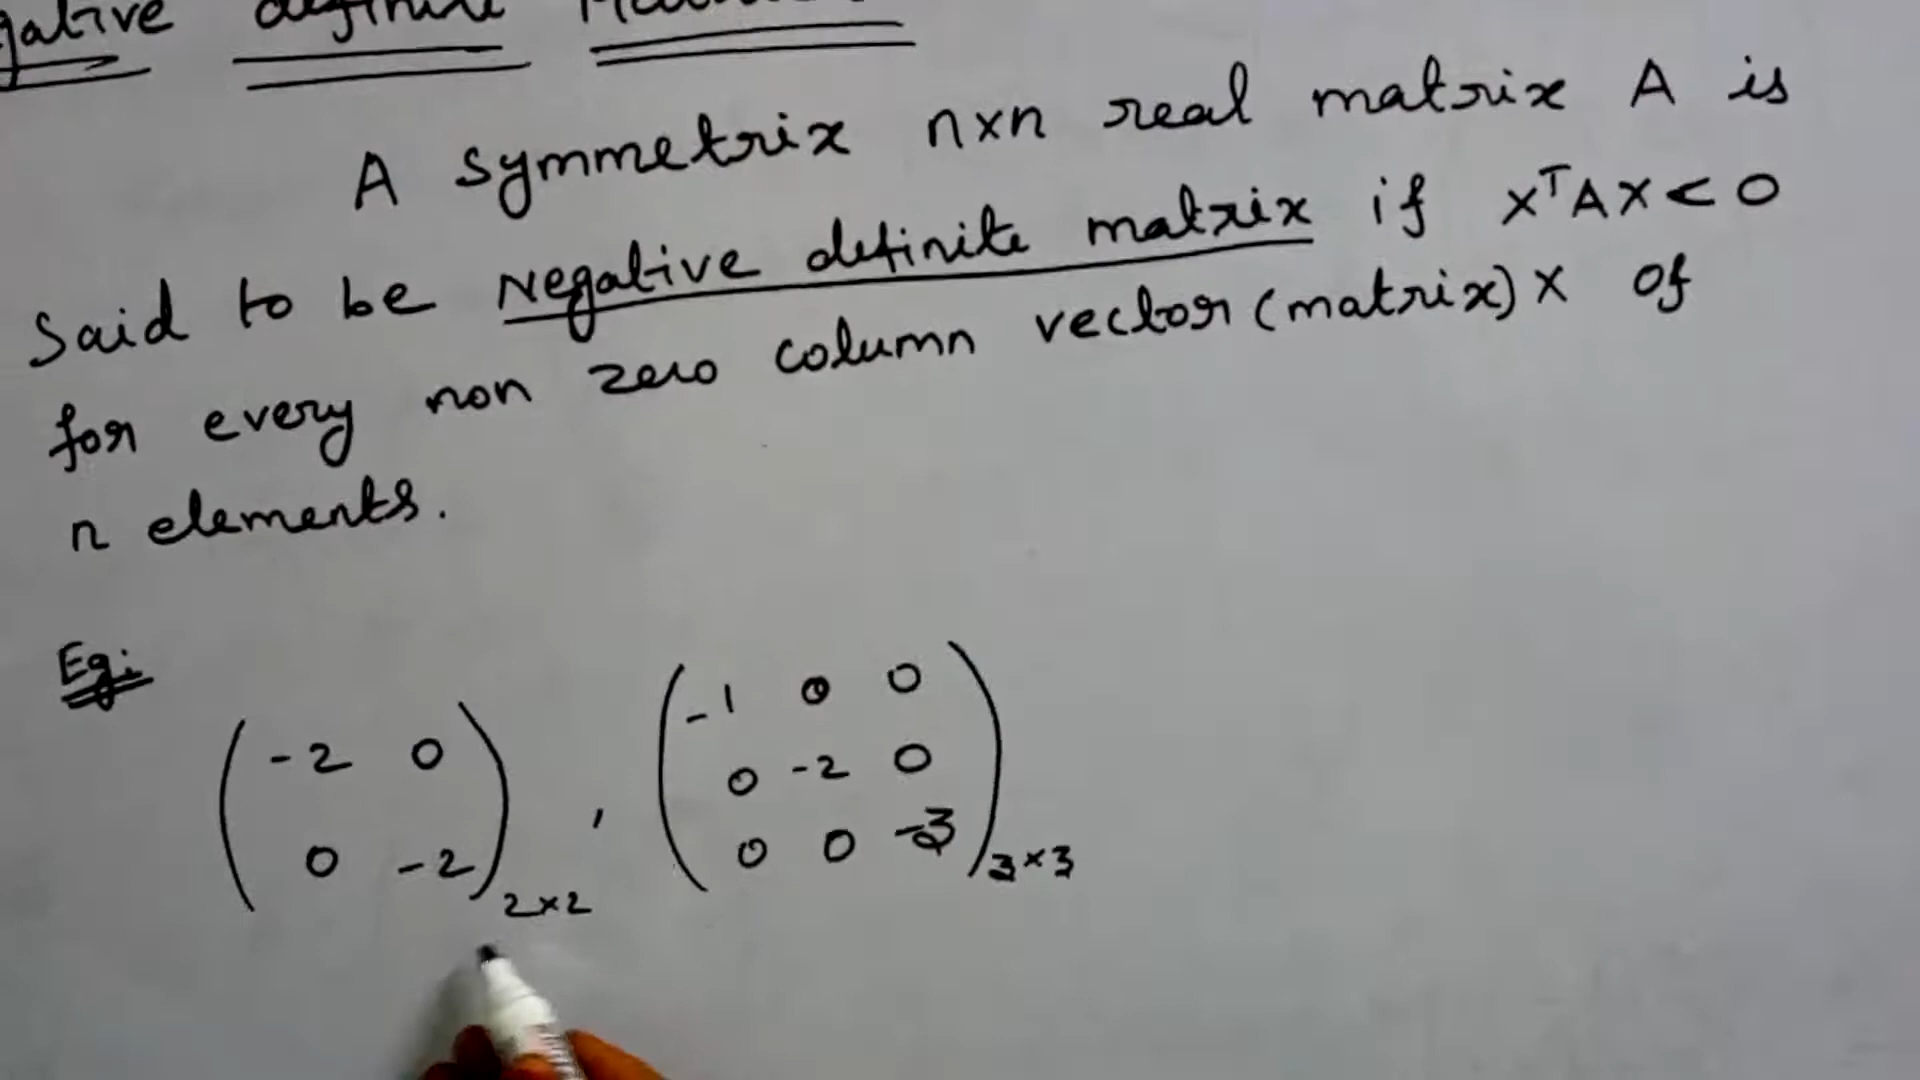 gative definite
A symmetrix n×n real matrix A is
Said to be Negative definite matrix if XᵀAX<0
for every non zero column vector (matrix) X of
n elements.
Eg:
(-2 0
0 -2)2×2 , (-1 0 0
0 -2 0
0 0 -3)3×3